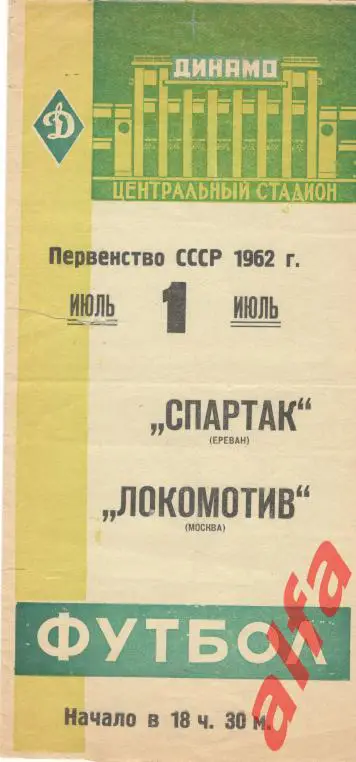 Д
ДИНАМО
ЦЕНТРАЛЬНЫЙ СТАДИОН
Первенство СССР 1962 г.
ИЮЛЬ 1 ИЮЛЬ
„СПАРТАК“
(ЕРЕВАН)
„ЛОКОМОТИВ“
(МОСКВА)
ФУТБОЛ
Начало в 18 ч. 30 м.
alfa